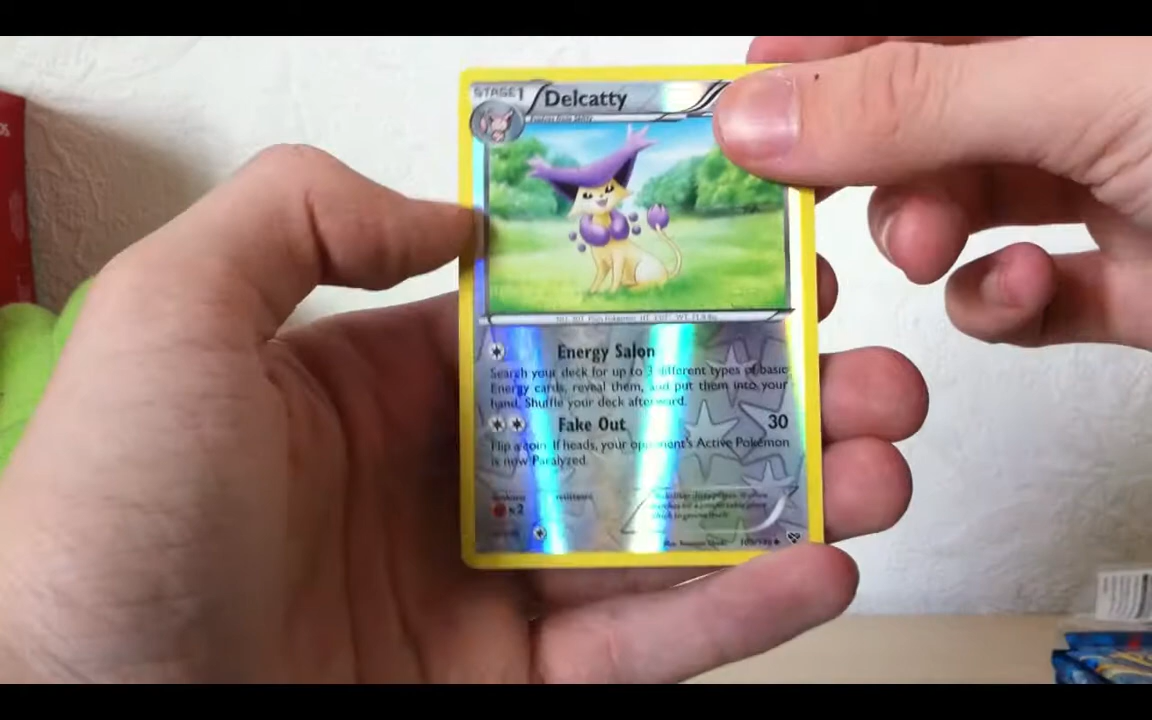 STAGE1
Delcatty
Energy Salon
Search your deck for up to 3 different types of basic
Energy cards, reveal them, and put them into your
hand. Shuffle your deck afterward.
Fake Out
30
Flip a coin. If heads, your opponent's Active Pokémon
is now Paralyzed.
×2